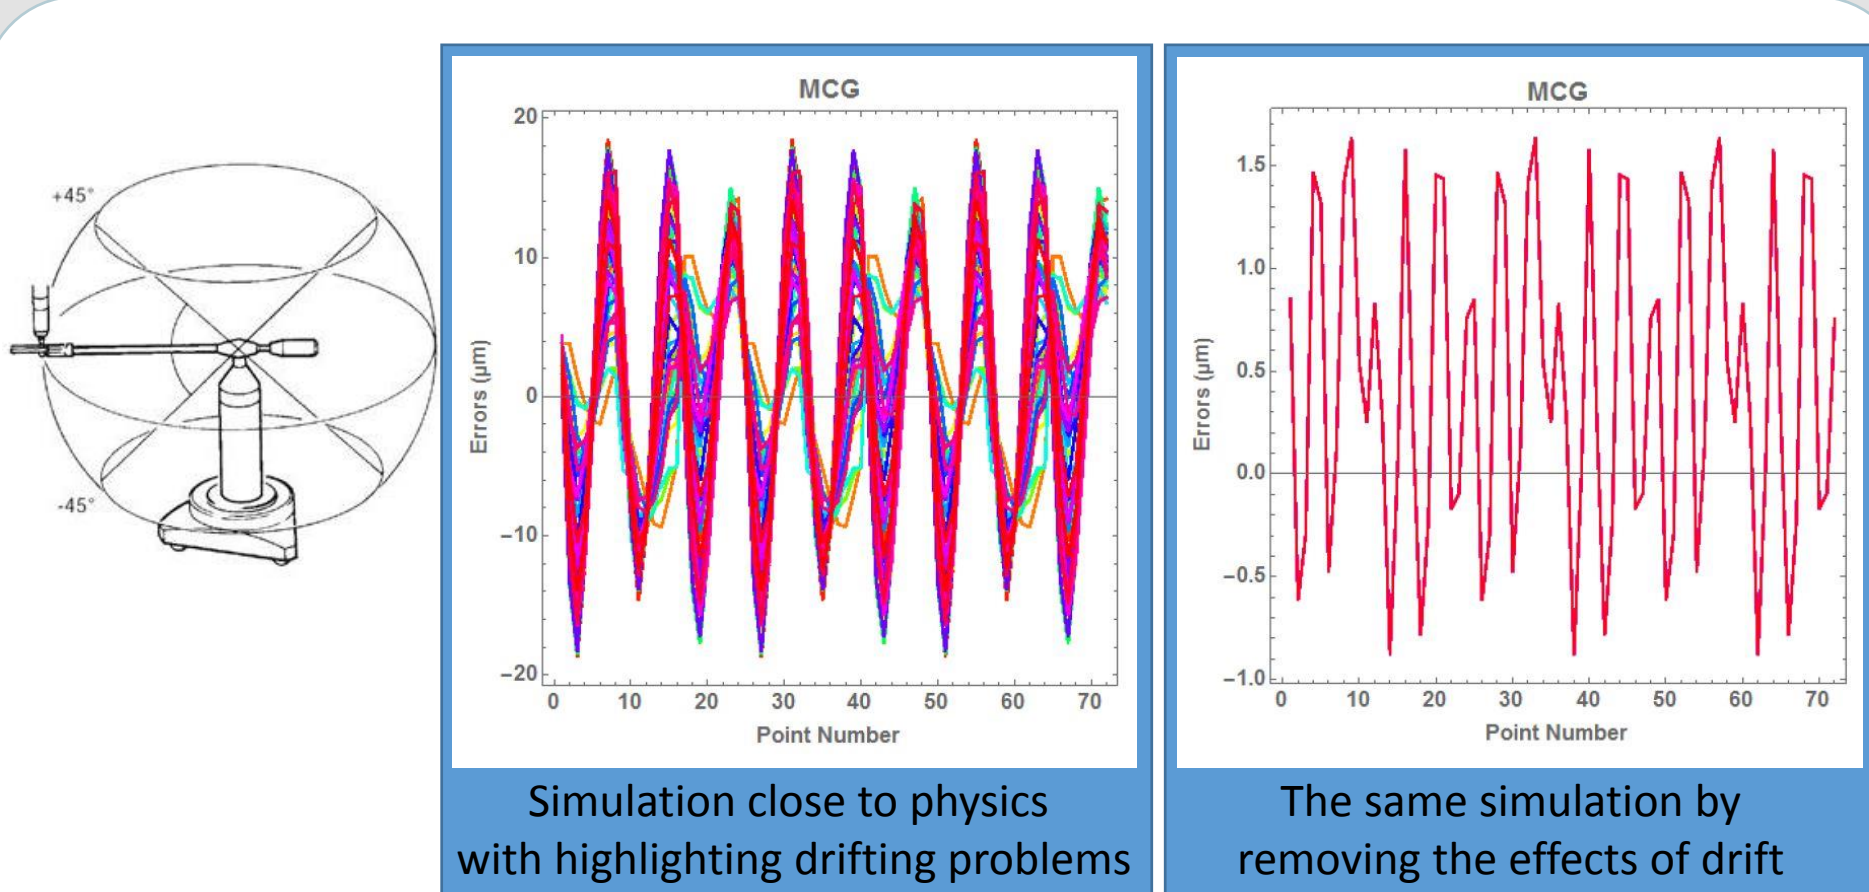 +45°
-45°
MCG
20
10
0
−10
−20
Errors (µm)
0 10 20 30 40 50 60 70
Point Number
Simulation close to physics
with highlighting drifting problems
MCG
1.5
1.0
0.5
0.0
−0.5
−1.0
Errors (µm)
0 10 20 30 40 50 60 70
Point Number
The same simulation by
removing the effects of drift